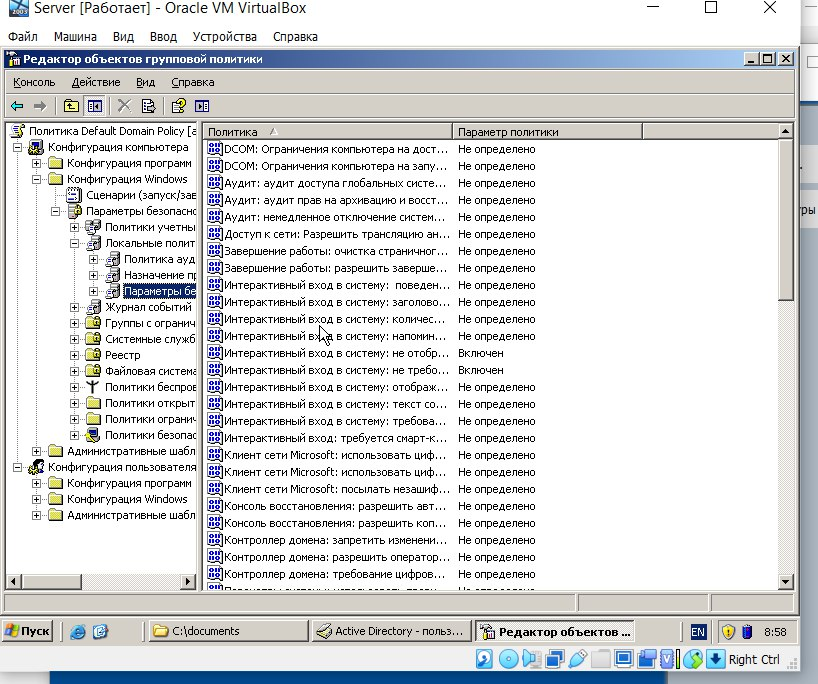 Server [Работает] - Oracle VM VirtualBox
Файл Машина Вид Ввод Устройства Справка
Редактор объектов групповой политики
Консоль Действие Вид Справка
Политика Default Domain Policy [
Конфигурация компьютера
Конфигурация программ
Конфигурация Windows
Сценарии (запуск/зав
Параметры безопасно
Политики учетны
Локальные полит
Политика ауд
Назначение п
Параметры бе
Журнал событий
Группы с огранич
Системные служб
Реестр
Файловая система
Политики беспров
Политики открыт
Политики огранич
Политики безопас
Административные шабл
Конфигурация пользователя
Конфигурация программ
Конфигурация Windows
Административные шабл
Политика Параметр политики
DCOM: Ограничения компьютера на дост... Не определено
DCOM: Ограничения компьютера на запу... Не определено
Аудит: аудит доступа глобальных систе... Не определено
Аудит: аудит прав на архивацию и восст... Не определено
Аудит: немедленное отключение систем... Не определено
Доступ к сети: Разрешить трансляцию ан... Не определено
Завершение работы: очистка страничног... Не определено
Завершение работы: разрешить заверше... Не определено
Интерактивный вход в систему: поведен... Не определено
Интерактивный вход в систему: заголово... Не определено
Интерактивный вход в систему: количес... Не определено
Интерактивный вход в систему: напомин... Не определено
Интерактивный вход в систему: не отобр... Включен
Интерактивный вход в систему: не требо... Включен
Интерактивный вход в систему: отображ... Не определено
Интерактивный вход в систему: текст со... Не определено
Интерактивный вход в систему: требова... Не определено
Интерактивный вход: требуется смарт-к... Не определено
Клиент сети Microsoft: использовать циф... Не определено
Клиент сети Microsoft: использовать циф... Не определено
Клиент сети Microsoft: посылать незашиф... Не определено
Консоль восстановления: разрешить авт... Не определено
Консоль восстановления: разрешить коп... Не определено
Контроллер домена: запретить изменени... Не определено
Контроллер домена: разрешить оператор... Не определено
Контроллер домена: требование цифров... Не определено
Пуск C:\documents Active Directory - польз... Редактор объектов ... EN 8:58
Right Ctrl